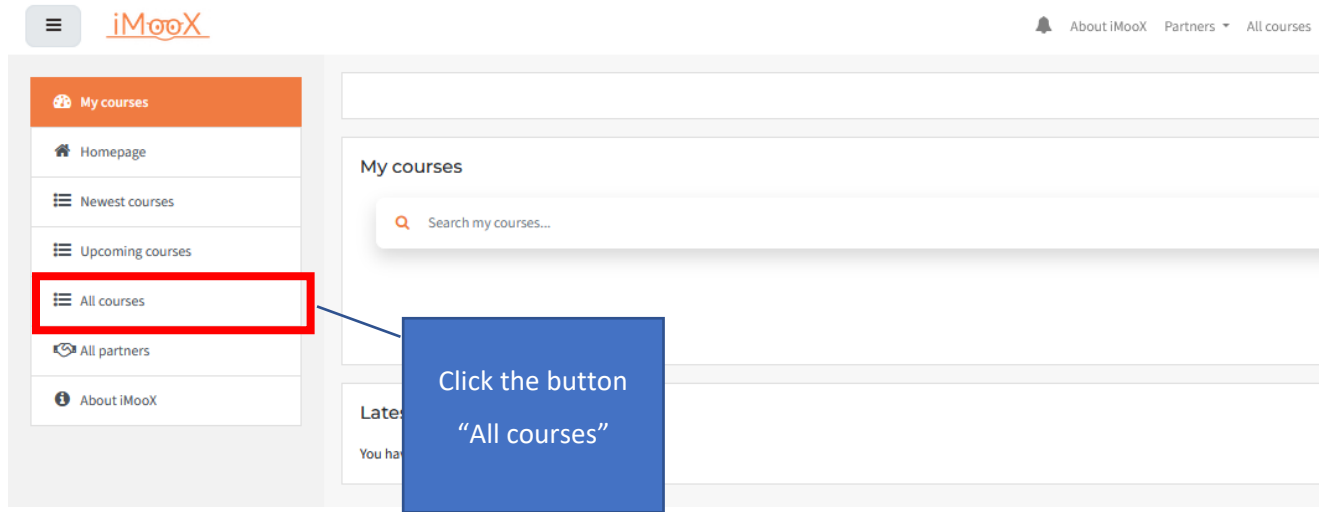 iMooX
About iMooX Partners All courses
My courses
Homepage
Newest courses
Upcoming courses
All courses
All partners
About iMooX
My courses
Search my courses...
Click the button
“All courses”